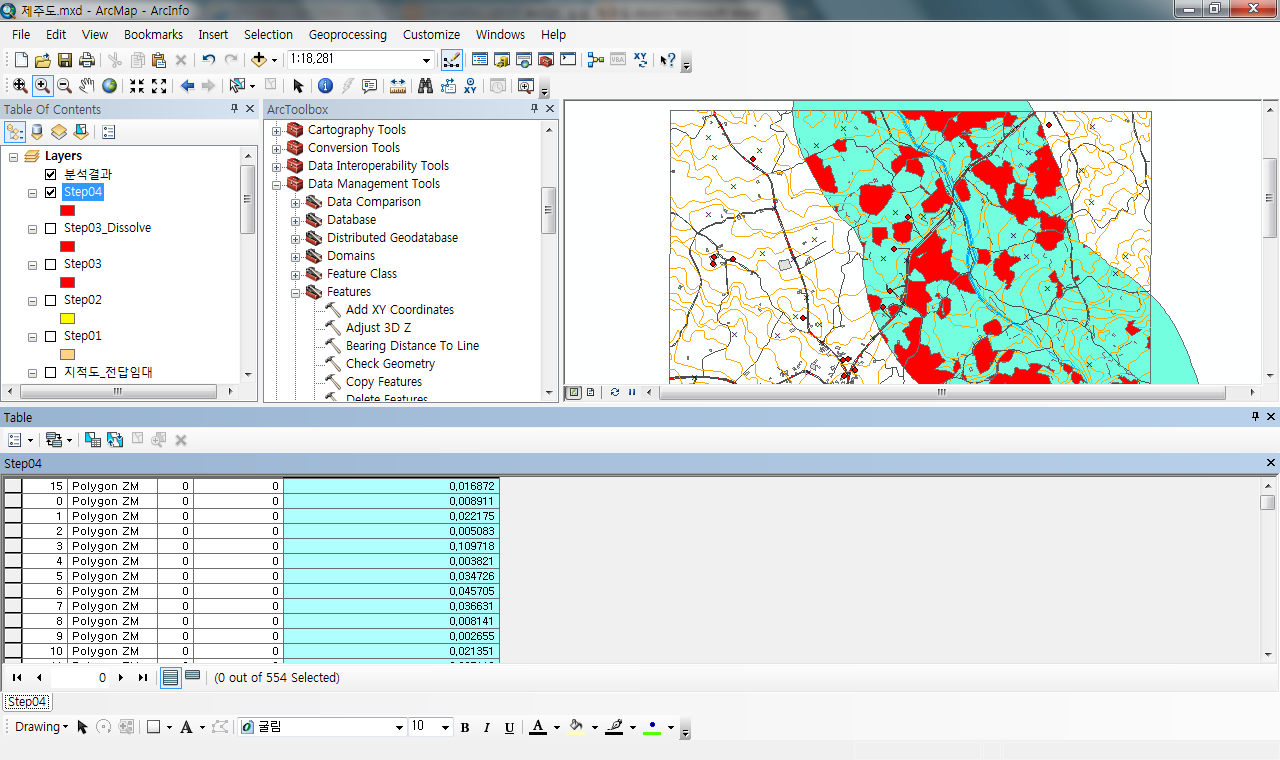 제주도.mxd - ArcMap - ArcInfo
File Edit View Bookmarks Insert Selection Geoprocessing Customize Windows Help
1:18,281
Table Of Contents
Layers
분석결과
Step04
Step03_Dissolve
Step03
Step02
Step01
지적도_전답임대
ArcToolbox
Cartography Tools
Conversion Tools
Data Interoperability Tools
Data Management Tools
Data Comparison
Database
Distributed Geodatabase
Domains
Feature Class
Features
Add XY Coordinates
Adjust 3D Z
Bearing Distance To Line
Check Geometry
Copy Features
Delete Features
Table
Step04
15 Polygon ZM 0 0 0,016872
0 Polygon ZM 0 0 0,008911
1 Polygon ZM 0 0 0,022175
2 Polygon ZM 0 0 0,005083
3 Polygon ZM 0 0 0,109718
4 Polygon ZM 0 0 0,003821
5 Polygon ZM 0 0 0,034726
6 Polygon ZM 0 0 0,045705
7 Polygon ZM 0 0 0,036631
8 Polygon ZM 0 0 0,008141
9 Polygon ZM 0 0 0,002655
10 Polygon ZM 0 0 0,021351
0 (0 out of 554 Selected)
Step04
Drawing A 굴림 10 B I U A